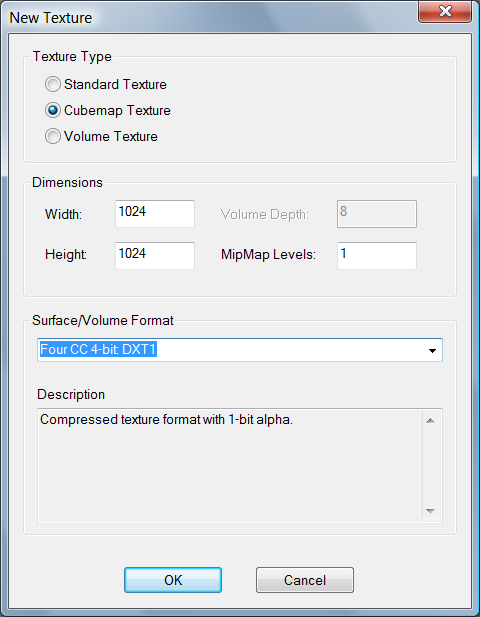 New Texture
Texture Type
Standard Texture
Cubemap Texture
Volume Texture
Dimensions
Width: 1024 Volume Depth: 8
Height: 1024 MipMap Levels: 1
Surface/Volume Format
Four CC 4-bit: DXT1
Description
Compressed texture format with 1-bit alpha.
OK Cancel